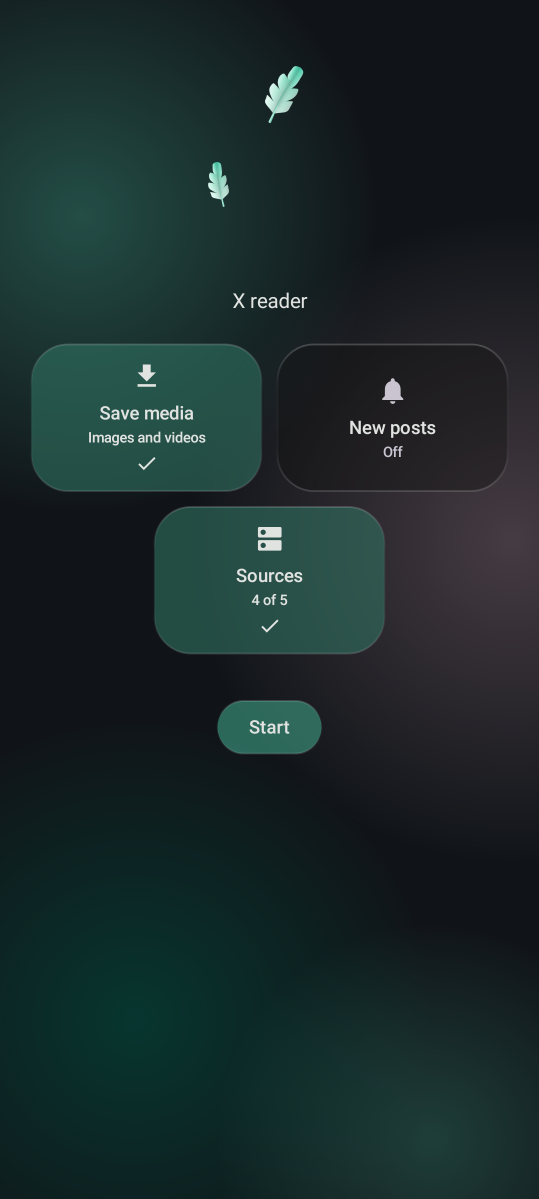 X reader
Save media
Images and videos
New posts
Off
Sources
4 of 5
Start